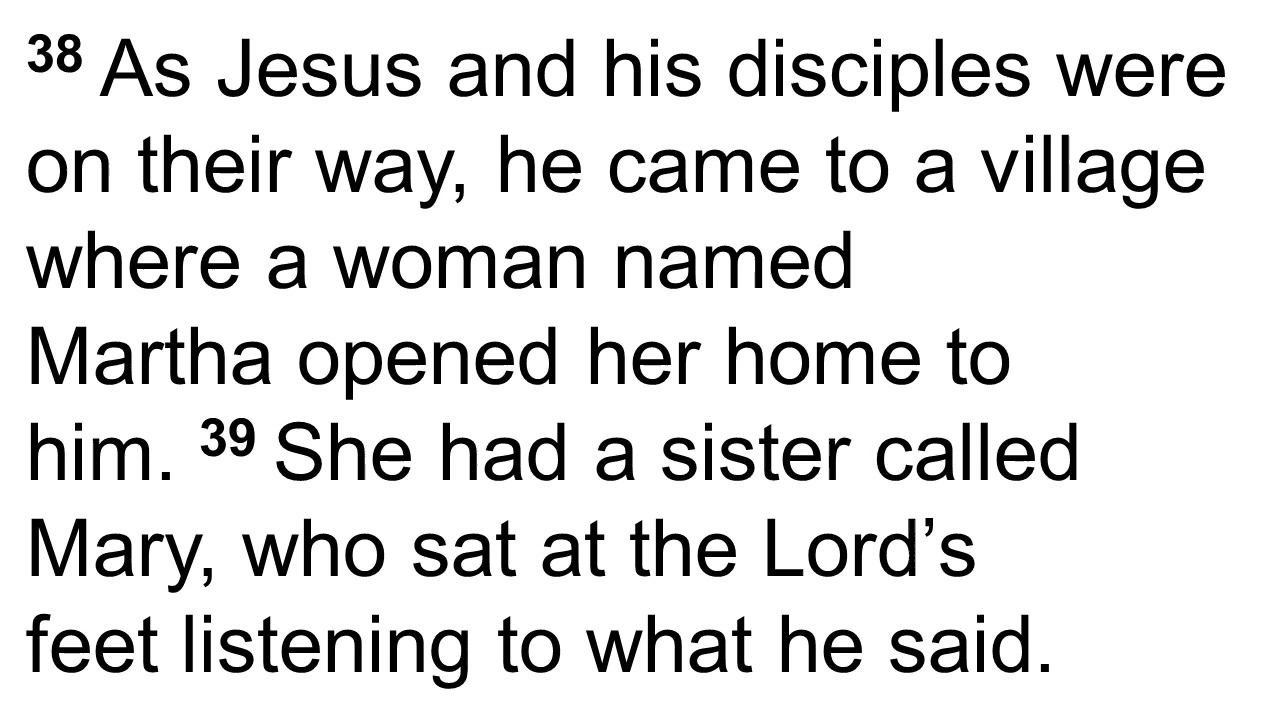 38 As Jesus and his disciples were
on their way, he came to a village
where a woman named
Martha opened her home to
him. 39 She had a sister called
Mary, who sat at the Lord’s
feet listening to what he said.